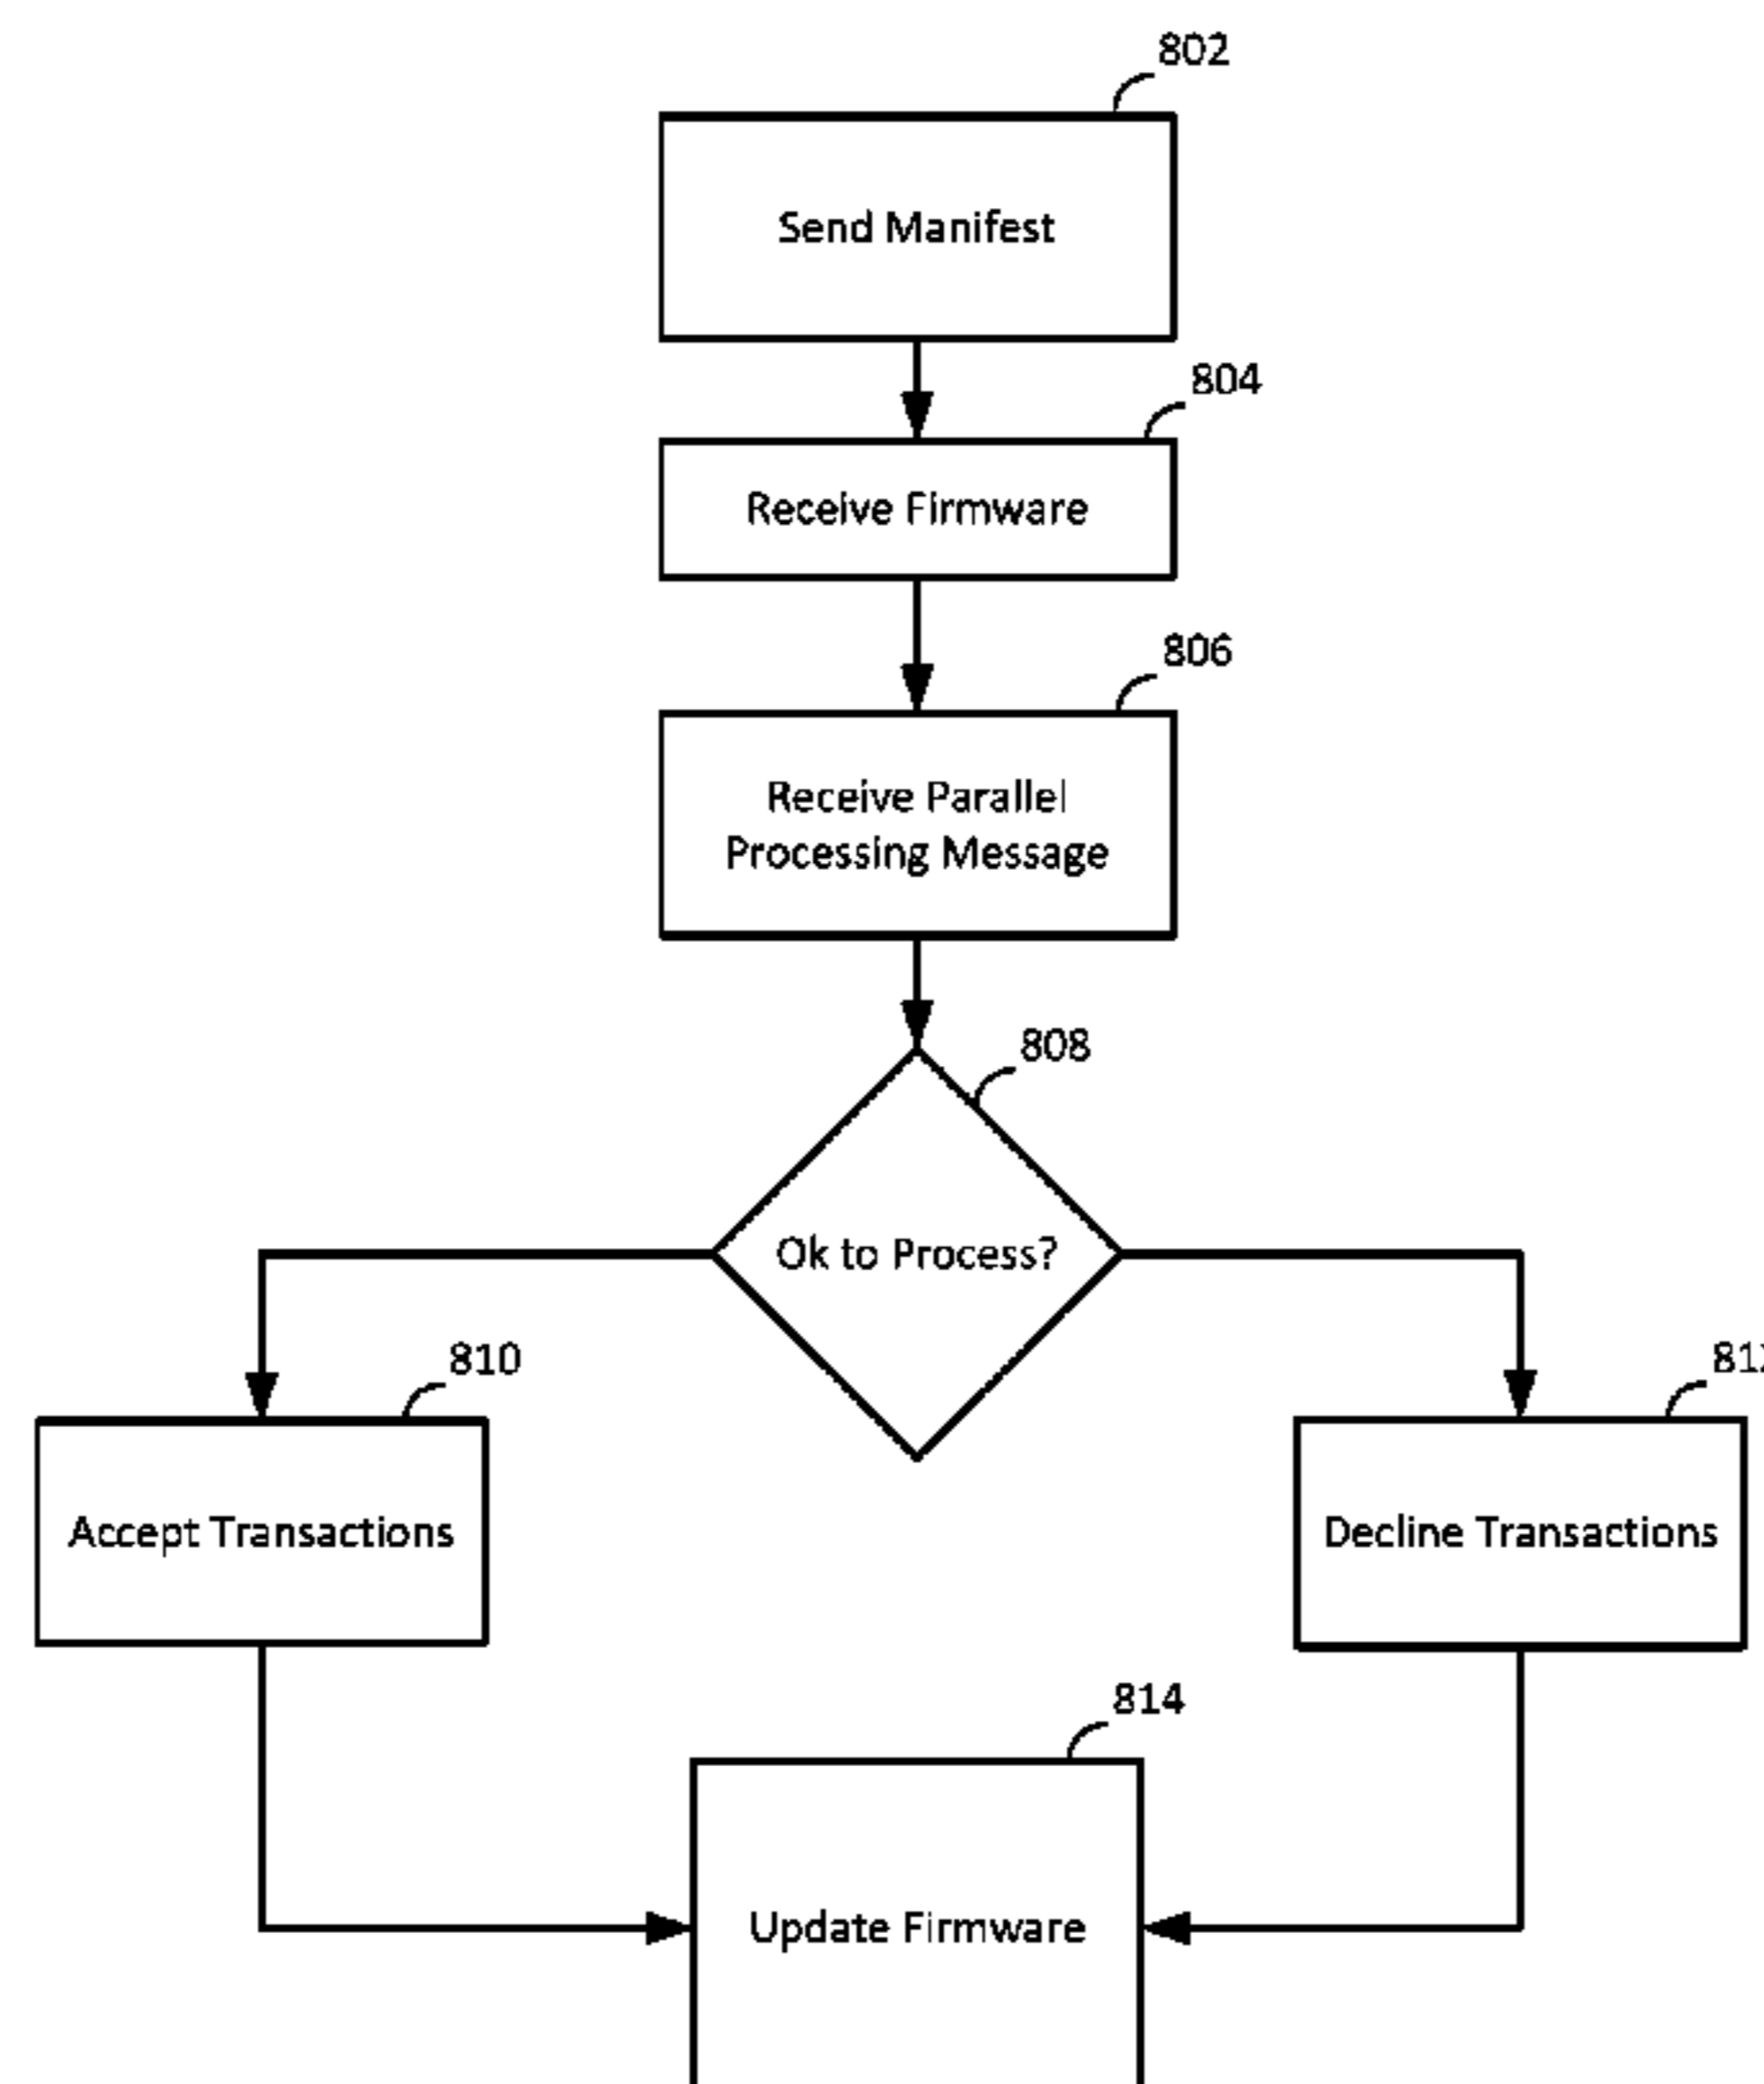 802
Send Manifest
804
Receive Firmware
806
Receive Parallel
Processing Message
808
Ok to Process?
810
Accept Transactions
Decline Transactions
814
Update Firmware